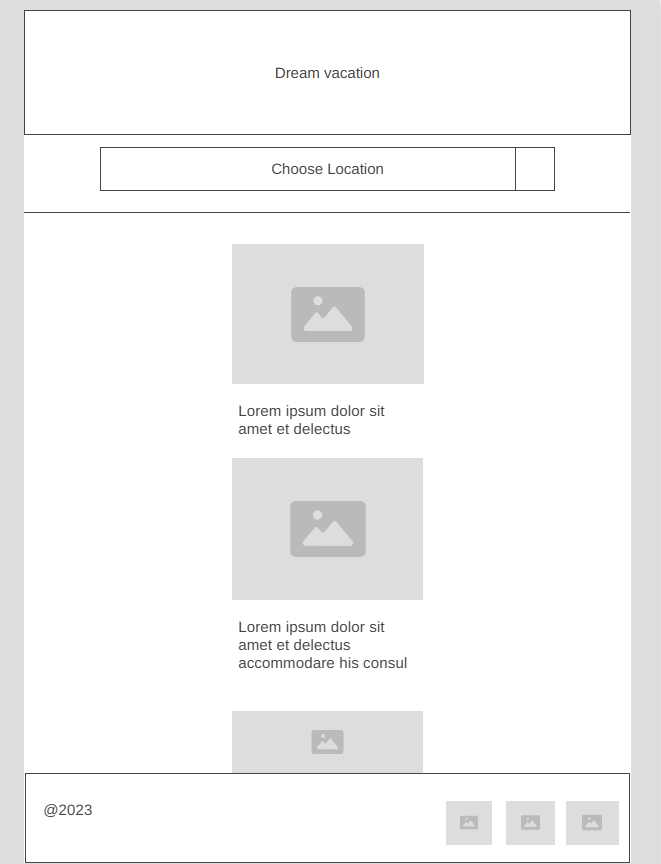 Dream vacation
Choose Location
Lorem ipsum dolor sit
amet et delectus
Lorem ipsum dolor sit
amet et delectus
accommodare his consul
@2023